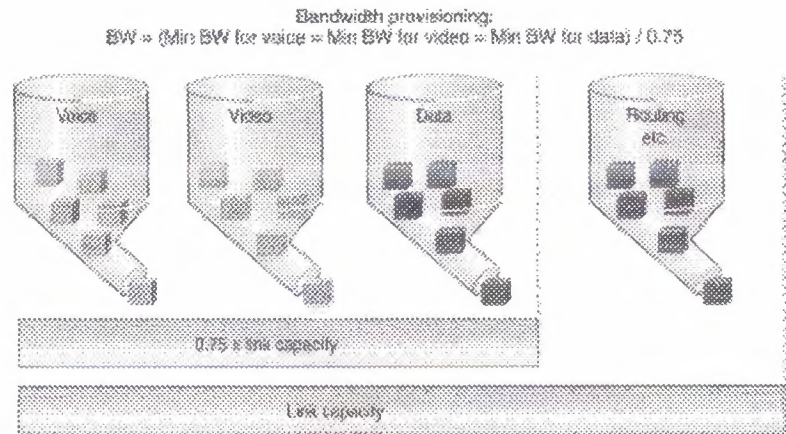 Bandwidth provisioning:
BW = (Min BW for voice = Min BW for video = Min BW for data) / 0.75
Voice
Video
Data
Routing
etc.
0.75 x link capacity
Link capacity